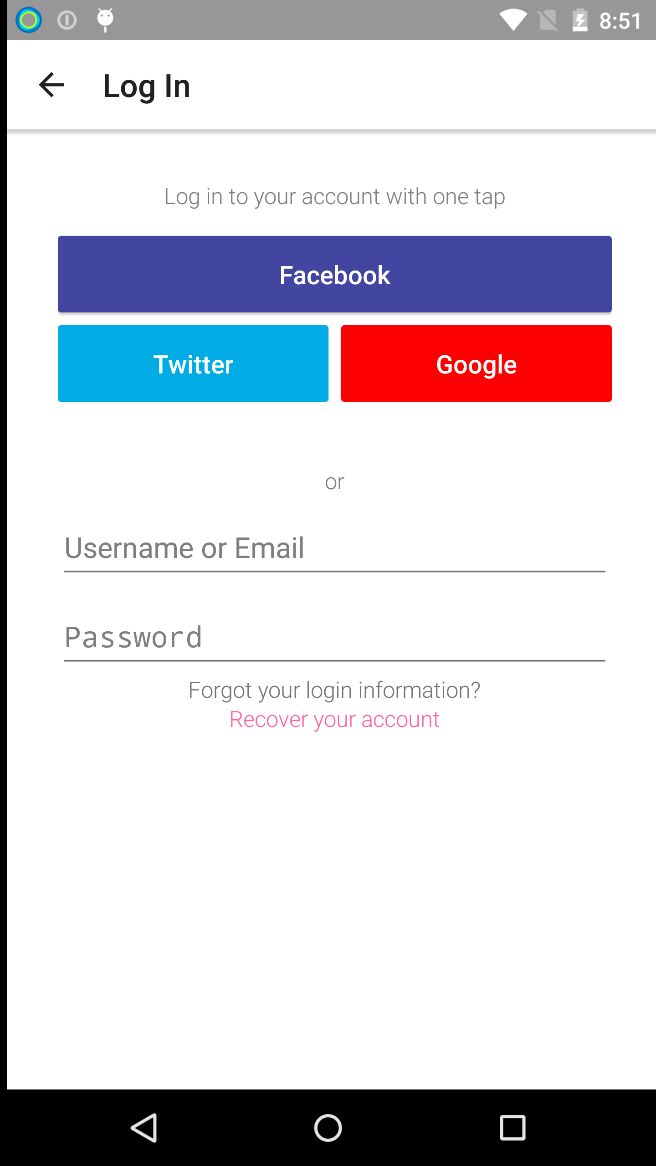 8:51
Log In
Log in to your account with one tap
Facebook
Twitter
Google
or
Username or Email
Password
Forgot your login information?
Recover your account